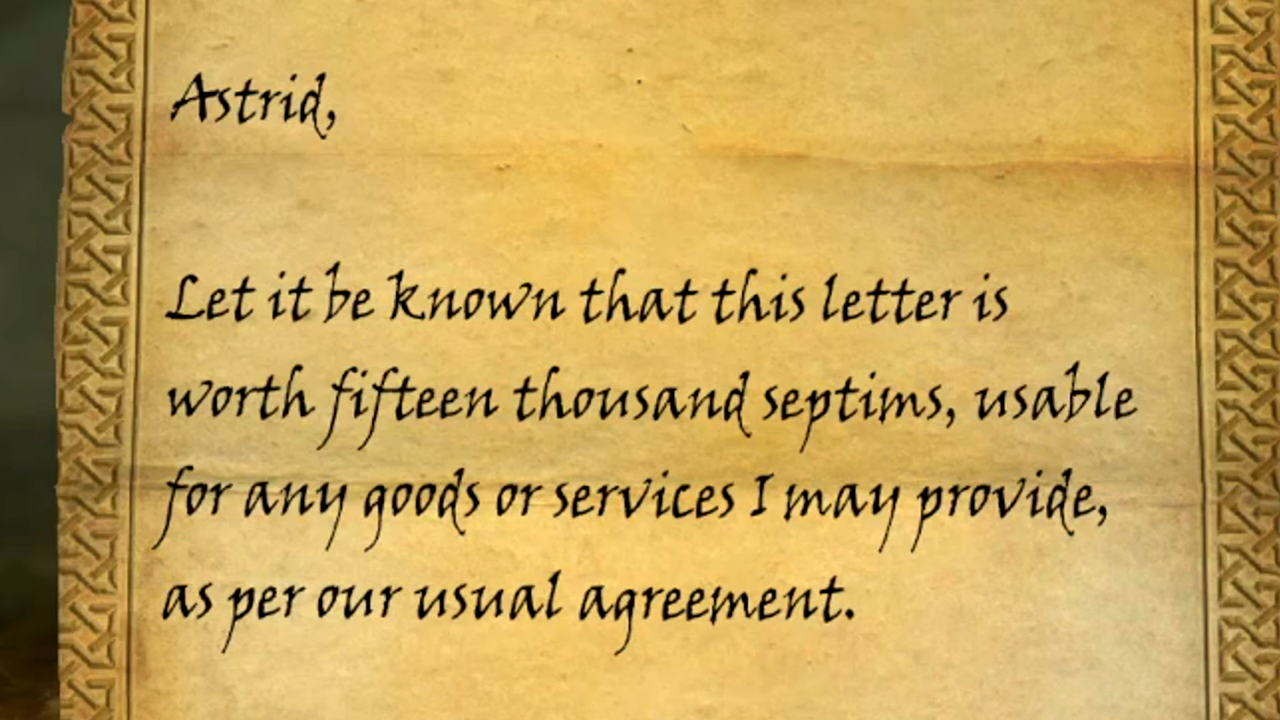 Astrid,
Let it be known that this letter is
worth fifteen thousand septims, usable
for any goods or services I may provide,
as per our usual agreement.